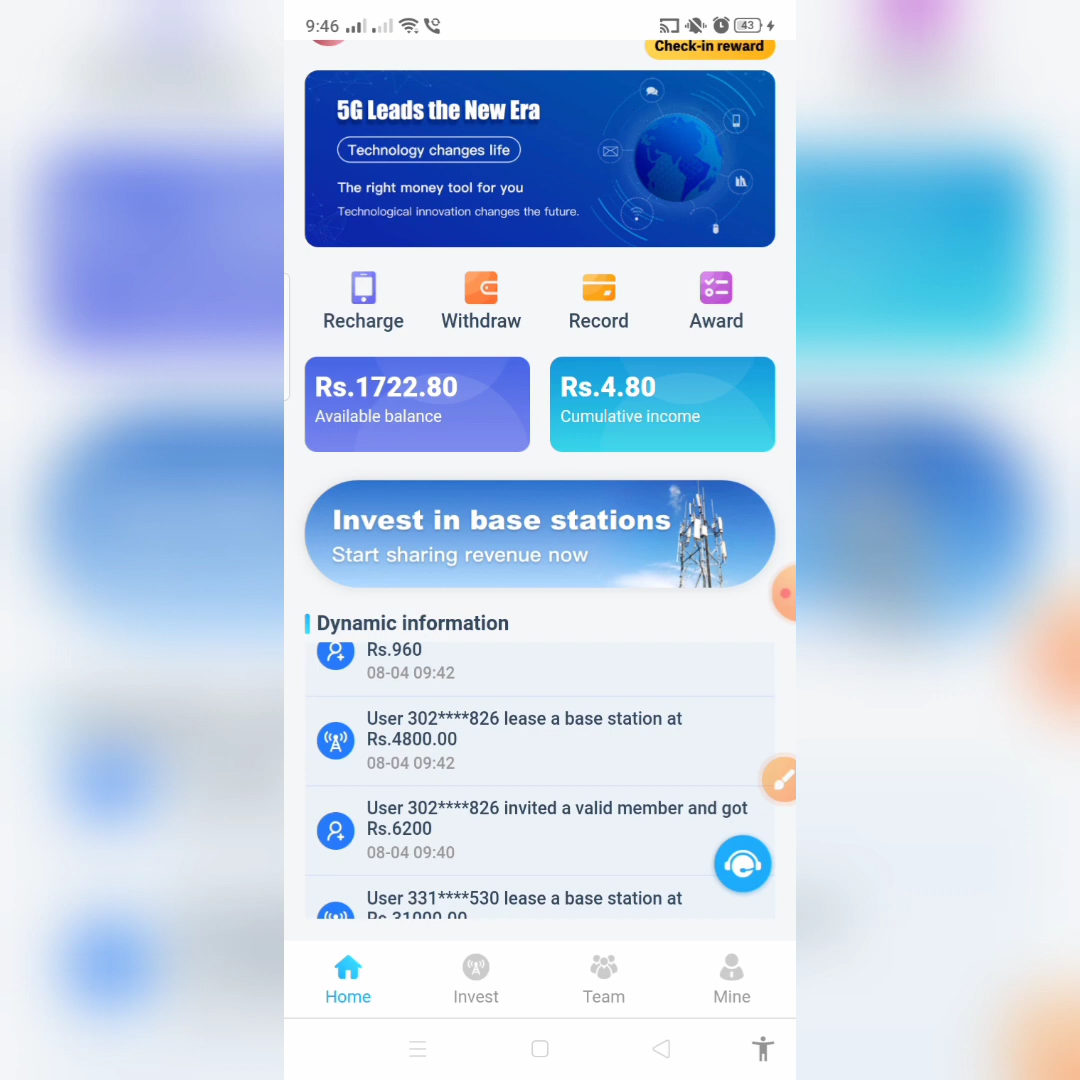 9:46
43
Check-in reward
5G Leads the New Era
Technology changes life
The right money tool for you
Technological innovation changes the future.
Recharge
Withdraw
Record
Award
Rs.1722.80
Available balance
Rs.4.80
Cumulative income
Invest in base stations
Start sharing revenue now
Dynamic information
Rs.960
08-04 09:42
User 302****826 lease a base station at
Rs.4800.00
08-04 09:42
User 302****826 invited a valid member and got
Rs.6200
08-04 09:40
User 331****530 lease a base station at
Rs.31000.00
Home
Invest
Team
Mine